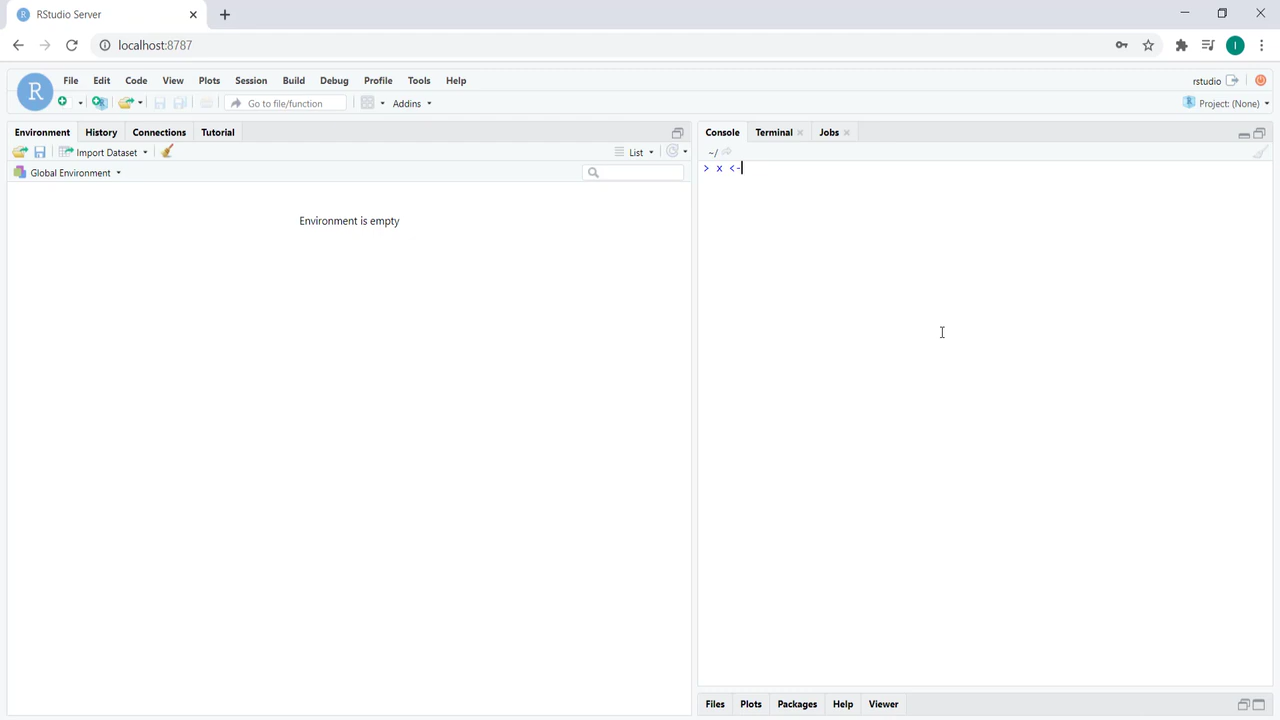 RStudio Server
localhost:8787
I
R
File Edit Code View Plots Session Build Debug Profile Tools Help
rstudio
Go to file/function
Addins
Project: (None)
Environment History Connections Tutorial
Import Dataset
List
Global Environment
Environment is empty
Console Terminal Jobs
~/
> x <-
Files Plots Packages Help Viewer